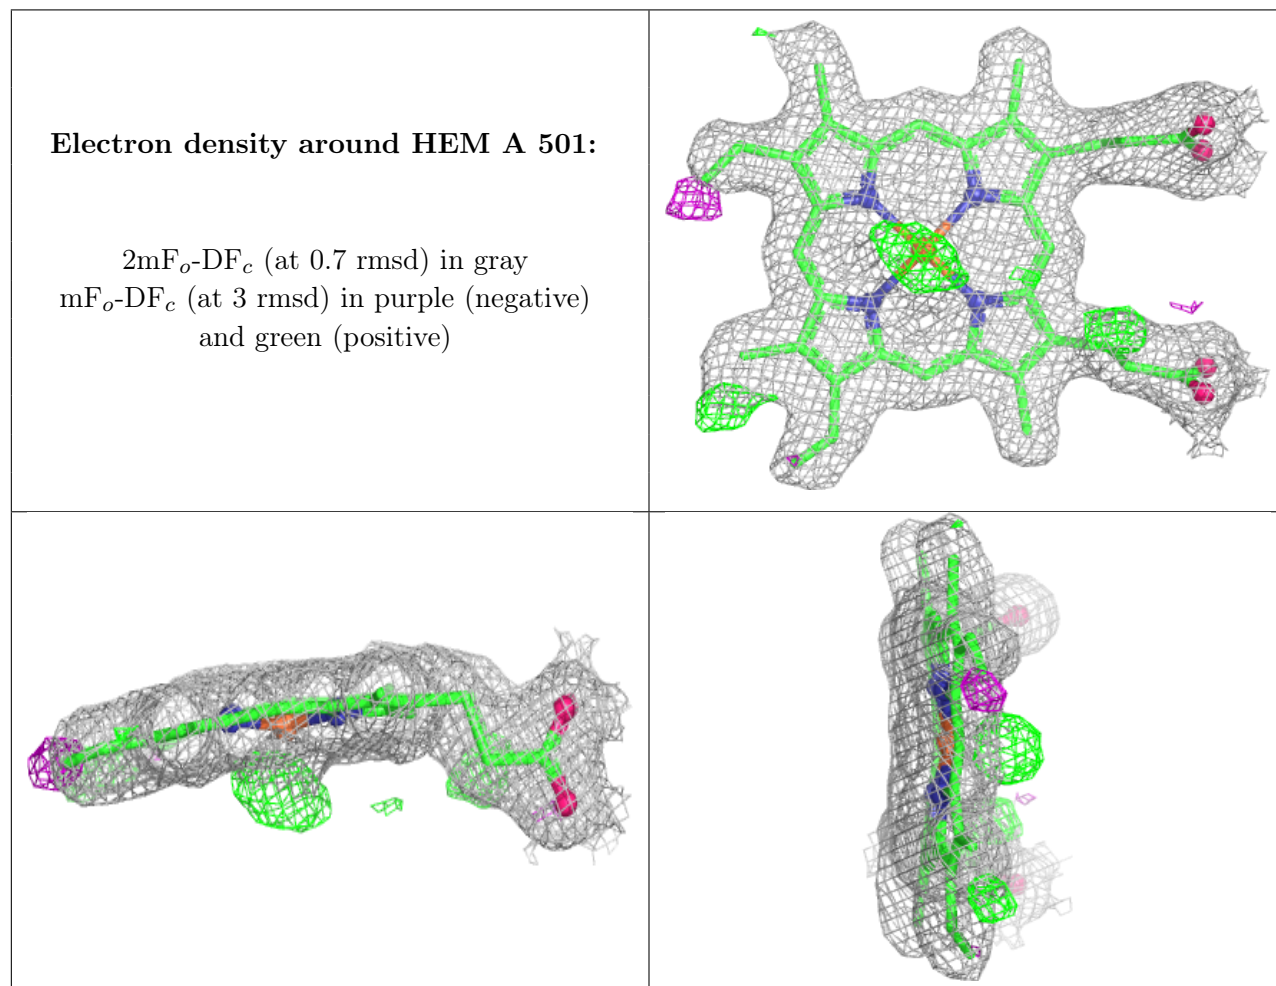 Electron density around HEM A 501:
2mFo-DFc (at 0.7 rmsd) in gray
mFo-DFc (at 3 rmsd) in purple (negative)
and green (positive)